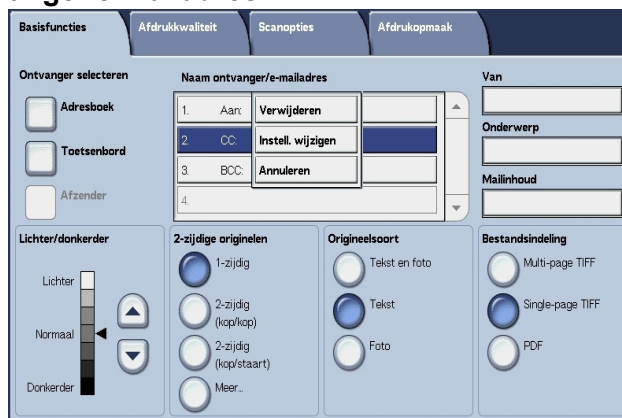 Basisfuncties
Afdrukkwaliteit
Scanopties
Afdrukopmaak
Ontvanger selecteren
Adresboek
Toetsenbord
Afzender
Naam ontvanger/e-mailadres
1. Aan:
2. CC:
3. BCC:
4.
Verwijderen
Instell. wijzigen
Annuleren
Van
Onderwerp
Mailinhoud
Lichter/donkerder
Lichter
Normaal
Donkerder
2-zijdige originelen
1-zijdig
2-zijdig
(kop/kop)
2-zijdig
(kop/staart)
Meer...
Origineelsoort
Tekst en foto
Tekst
Foto
Bestandsindeling
Multi-page TIFF
Single-page TIFF
PDF